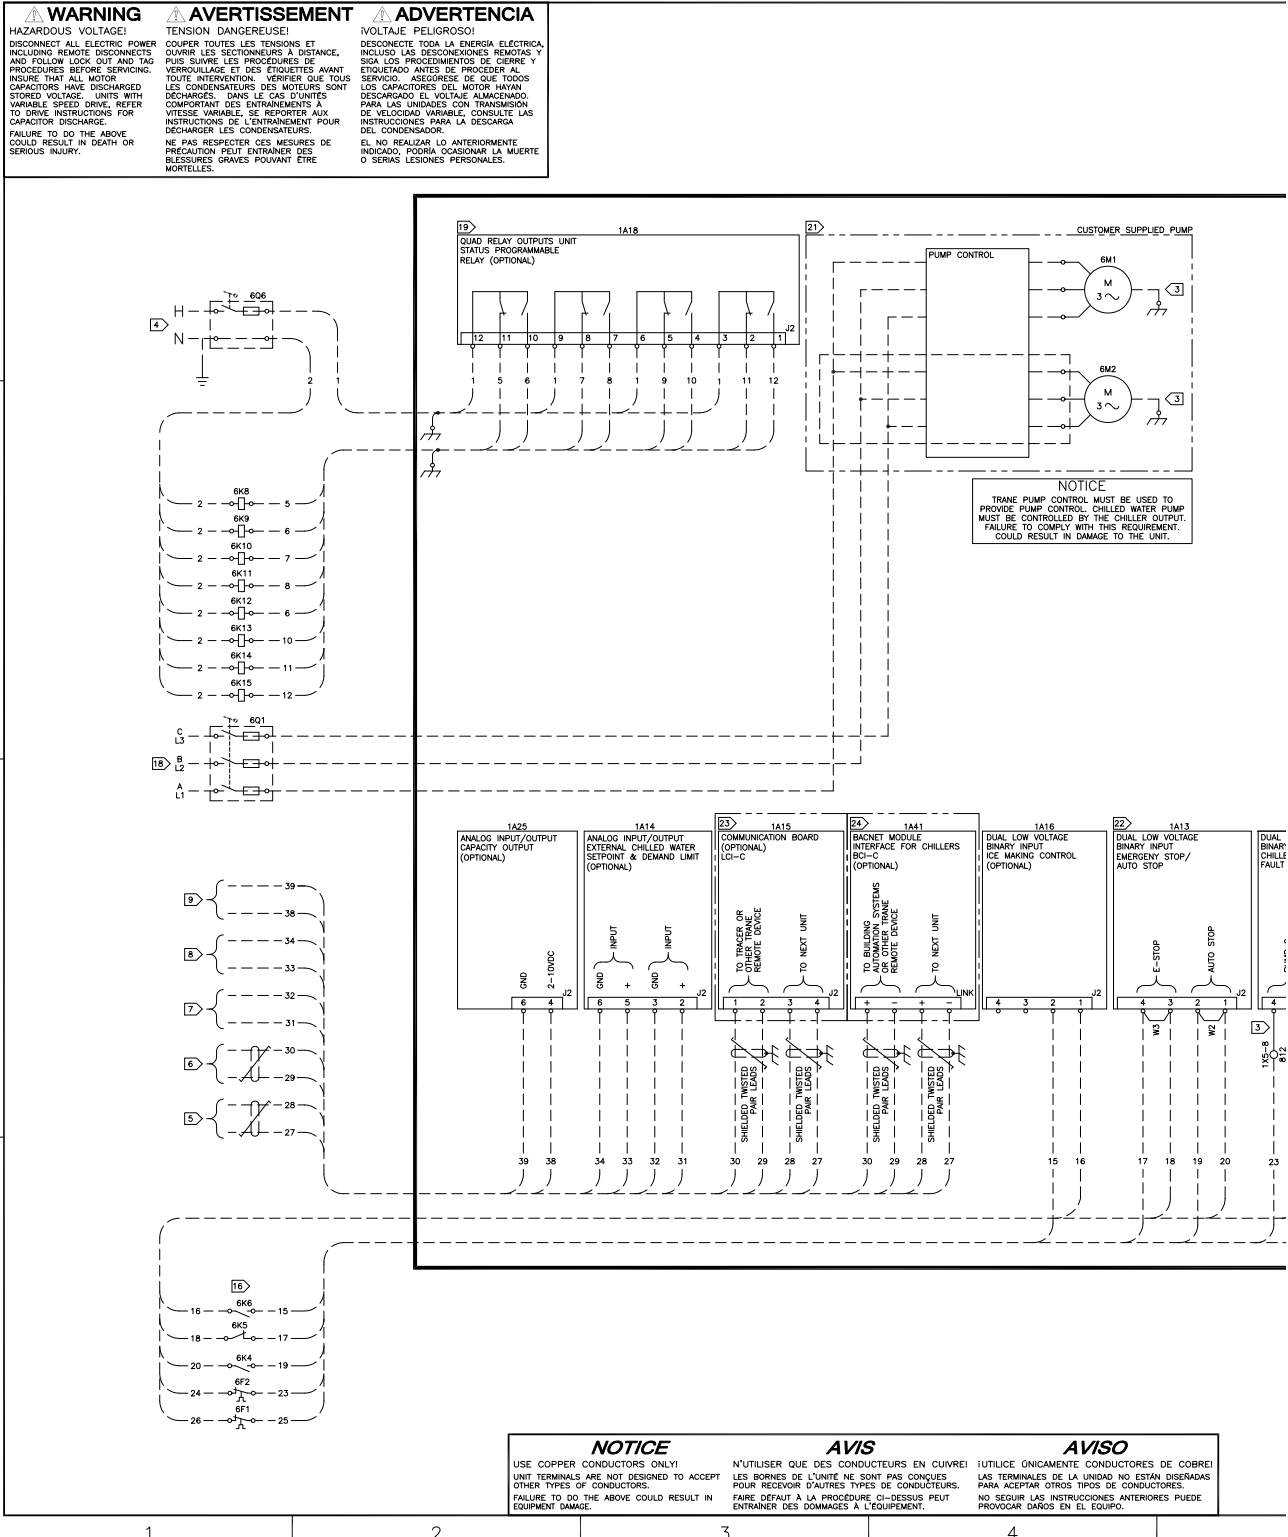 ⚠ WARNING
HAZARDOUS VOLTAGE!
DISCONNECT ALL ELECTRIC POWER
INCLUDING REMOTE DISCONNECTS
AND FOLLOW LOCK OUT AND TAG
PROCEDURES BEFORE SERVICING.
INSURE THAT ALL MOTOR
CAPACITORS HAVE DISCHARGED
STORED VOLTAGE. UNITS WITH
VARIABLE SPEED DRIVE, REFER
TO DRIVE INSTRUCTIONS FOR
CAPACITOR DISCHARGE.
FAILURE TO DO THE ABOVE
COULD RESULT IN DEATH OR
SERIOUS INJURY.
⚠ AVERTISSEMENT
TENSION DANGEREUSE!
COUPER TOUTES LES TENSIONS ET
OUVRIR LES SECTIONNEURS À DISTANCE,
PUIS SUIVRE LES PROCÉDURES DE
VERROUILLAGE ET DES ÉTIQUETTES AVANT
TOUTE INTERVENTION. VÉRIFIER QUE TOUS
LES CONDENSATEURS DES MOTEURS SONT
DÉCHARGÉS. DANS LE CAS D'UNITÉS
COMPORTANT DES ENTRAÎNEMENTS À
VITESSE VARIABLE, SE REPORTER AUX
INSTRUCTIONS DE L'ENTRAÎNEMENT POUR
DÉCHARGER LES CONDENSATEURS.
NE PAS RESPECTER CES MESURES DE
PRÉCAUTION PEUT ENTRAÎNER DES
BLESSURES GRAVES POUVANT ÊTRE
MORTELLES.
⚠ ADVERTENCIA
¡VOLTAJE PELIGROSO!
DESCONECTE TODA LA ENERGÍA ELÉCTRICA,
INCLUSO LAS DESCONEXIONES REMOTAS Y
SIGA LOS PROCEDIMIENTOS DE CIERRE Y
ETIQUETADO ANTES DE PROCEDER AL
SERVICIO. ASEGÚRESE DE QUE TODOS
LOS CAPACITORES DEL MOTOR HAYAN
DESCARGADO EL VOLTAJE ALMACENADO.
PARA LAS UNIDADES CON TRANSMISIÓN
DE VELOCIDAD VARIABLE, CONSULTE LAS
INSTRUCCIONES PARA LA DESCARGA
DEL CONDENSADOR.
EL NO REALIZAR LO ANTERIORMENTE
INDICADO, PODRÍA OCASIONAR LA MUERTE
O SERIAS LESIONES PERSONALES.
19
1A18
QUAD RELAY OUTPUTS UNIT
STATUS PROGRAMMABLE
RELAY (OPTIONAL)
J2
12 11 10 9 8 7 6 5 4 3 2 1
1 5 6 1 7 8 1 9 10 1 11 12
21
CUSTOMER SUPPLIED PUMP
PUMP CONTROL
6M1
M
3
3
6M2
M
3
3
NOTICE
TRANE PUMP CONTROL MUST BE USED TO
PROVIDE PUMP CONTROL. CHILLED WATER PUMP
MUST BE CONTROLLED BY THE CHILLER OUTPUT.
FAILURE TO COMPLY WITH THIS REQUIREMENT.
COULD RESULT IN DAMAGE TO THE UNIT.
6Q6
H
4
N
2 1
6K8
2 5
6K9
2 6
6K10
2 7
6K11
2 8
6K12
2 6
6K13
2 10
6K14
2 11
6K15
2 12
6Q1
C
L3
18
B
L2
A
L1
1A25
ANALOG INPUT/OUTPUT
CAPACITY OUTPUT
(OPTIONAL)
GND
2-10VDC
J2
6 4
39 38
1A14
ANALOG INPUT/OUTPUT
EXTERNAL CHILLED WATER
SETPOINT & DEMAND LIMIT
(OPTIONAL)
INPUT
INPUT
GND
+
GND
+
J2
6 5 3 2
34 33 32 31
23
1A15
COMMUNICATION BOARD
(OPTIONAL)
LCI-C
TO TRACER OR
OTHER TRANE
REMOTE DEVICE
TO NEXT UNIT
J2
1 2 3 4
SHIELDED TWISTED
PAIR LEADS
SHIELDED TWISTED
PAIR LEADS
30 29 28 27
24
1A41
BACNET MODULE
INTERFACE FOR CHILLERS
BCI-C
(OPTIONAL)
TO BUILDING
AUTOMATION SYSTEMS
OR OTHER TRANE
REMOTE DEVICE
TO NEXT UNIT
LINK
+ - + -
SHIELDED TWISTED
PAIR LEADS
SHIELDED TWISTED
PAIR LEADS
30 29 28 27
1A16
DUAL LOW VOLTAGE
BINARY INPUT
ICE MAKING CONTROL
(OPTIONAL)
J2
4 3 2 1
15 16
22
1A13
DUAL LOW VOLTAGE
BINARY INPUT
EMERGENY STOP/
AUTO STOP
E-STOP
AUTO STOP
J2
4 3 2 1
W3
W2
17 18 19 20
DUAL
BINARY
CHILLE
FAULT
4
3
1X5-8
812
23
9
39
38
8
34
33
7
32
31
6
30
29
5
28
27
16
6K6
16 15
6K5
18 17
6K4
20 19
6F2
24 23
6F1
26 25
NOTICE
USE COPPER CONDUCTORS ONLY!
UNIT TERMINALS ARE NOT DESIGNED TO ACCEPT
OTHER TYPES OF CONDUCTORS.
FAILURE TO DO THE ABOVE COULD RESULT IN
EQUIPMENT DAMAGE.
AVIS
N'UTILISER QUE DES CONDUCTEURS EN CUIVRE!
LES BORNES DE L'UNITÉ NE SONT PAS CONÇUES
POUR RECEVOIR D'AUTRES TYPES DE CONDUCTEURS.
FAIRE DÉFAUT À LA PROCÉDURE CI-DESSUS PEUT
ENTRAÎNER DES DOMMAGES À L'ÉQUIPEMENT.
AVISO
¡UTILICE ÚNICAMENTE CONDUCTORES DE COBRE!
LAS TERMINALES DE LA UNIDAD NO ESTÁN DISEÑADAS
PARA ACEPTAR OTROS TIPOS DE CONDUCTORES.
NO SEGUIR LAS INSTRUCCIONES ANTERIORES PUEDE
PROVOCAR DAÑOS EN EL EQUIPO.
1 2 3 4